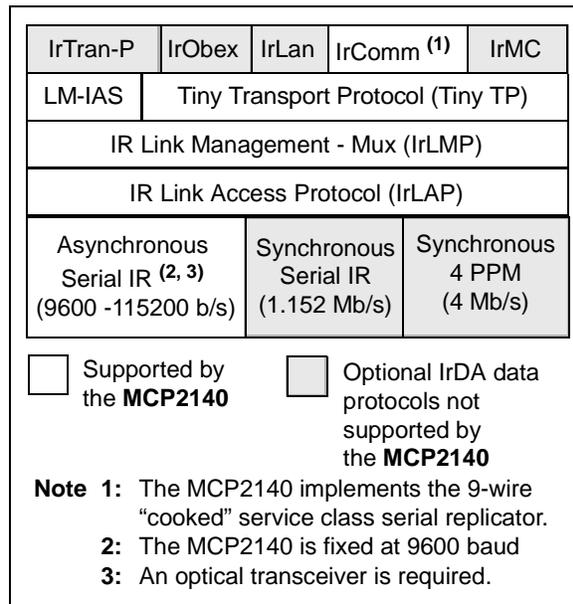 IrTran-P IrObex IrLan IrComm (1) IrMC
LM-IAS Tiny Transport Protocol (Tiny TP)
IR Link Management - Mux (IrLMP)
IR Link Access Protocol (IrLAP)
Asynchronous
Serial IR (2, 3)
(9600 -115200 b/s)
Synchronous
Serial IR
(1.152 Mb/s)
Synchronous
4 PPM
(4 Mb/s)
Supported by
the MCP2140
Optional IrDA data
protocols not
supported by
the MCP2140
Note 1: The MCP2140 implements the 9-wire
“cooked” service class serial replicator.
2: The MCP2140 is fixed at 9600 baud
3: An optical transceiver is required.